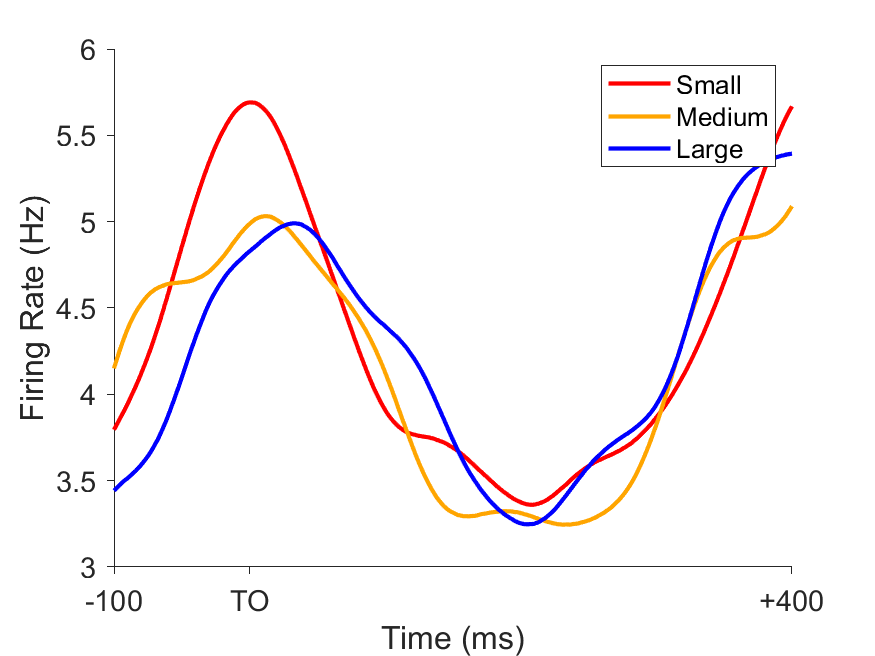 6
5.5
5
4.5
4
3.5
3
Firing Rate (Hz)
Small
Medium
Large
-100
TO
+400
Time (ms)